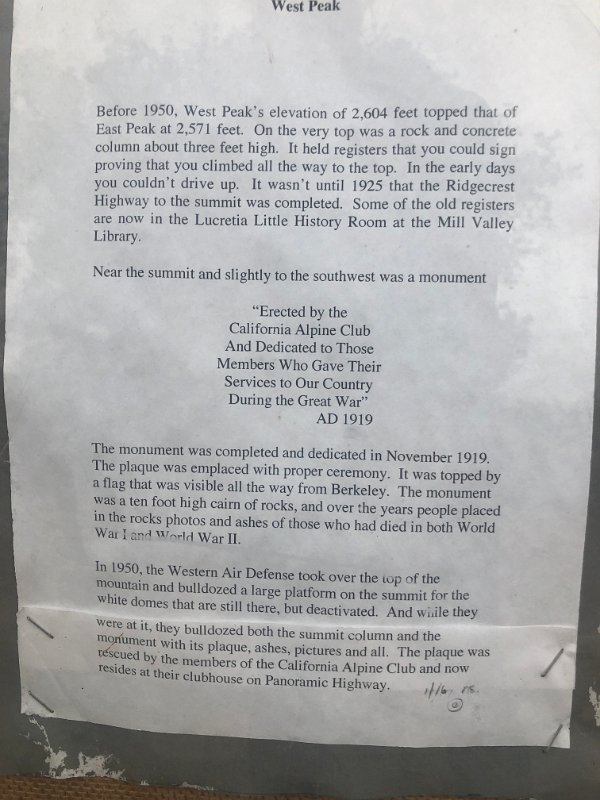 West Peak
Before 1950, West Peak's elevation of 2,604 feet topped that of
East Peak at 2,571 feet. On the very top was a rock and concrete
column about three feet high. It held registers that you could sign
proving that you climbed all the way to the top. In the early days
you couldn't drive up. It wasn't until 1925 that the Ridgecrest
Highway to the summit was completed. Some of the old registers
are now in the Lucretia Little History Room at the Mill Valley
Library.
Near the summit and slightly to the southwest was a monument
"Erected by the
California Alpine Club
And Dedicated to Those
Members Who Gave Their
Services to Our Country
During the Great War"
AD 1919
The monument was completed and dedicated in November 1919.
The plaque was emplaced with proper ceremony. It was topped by
a flag that was visible all the way from Berkeley. The monument
was a ten foot high cairn of rocks, and over the years people placed
in the rocks photos and ashes of those who had died in both World
War I and World War II.
In 1950, the Western Air Defense took over the top of the
mountain and bulldozed a large platform on the summit for the
white domes that are still there, but deactivated. And while they
were at it, they bulldozed both the summit column and the
monument with its plaque, ashes, pictures and all. The plaque was
rescued by the members of the California Alpine Club and now
resides at their clubhouse on Panoramic Highway.